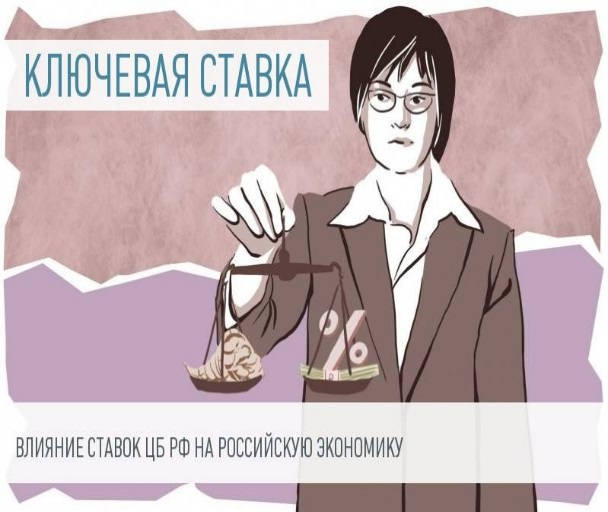 КЛЮЧЕВАЯ СТАВКА
%
ВЛИЯНИЕ СТАВОК ЦБ РФ НА РОССИЙСКУЮ ЭКОНОМИКУ